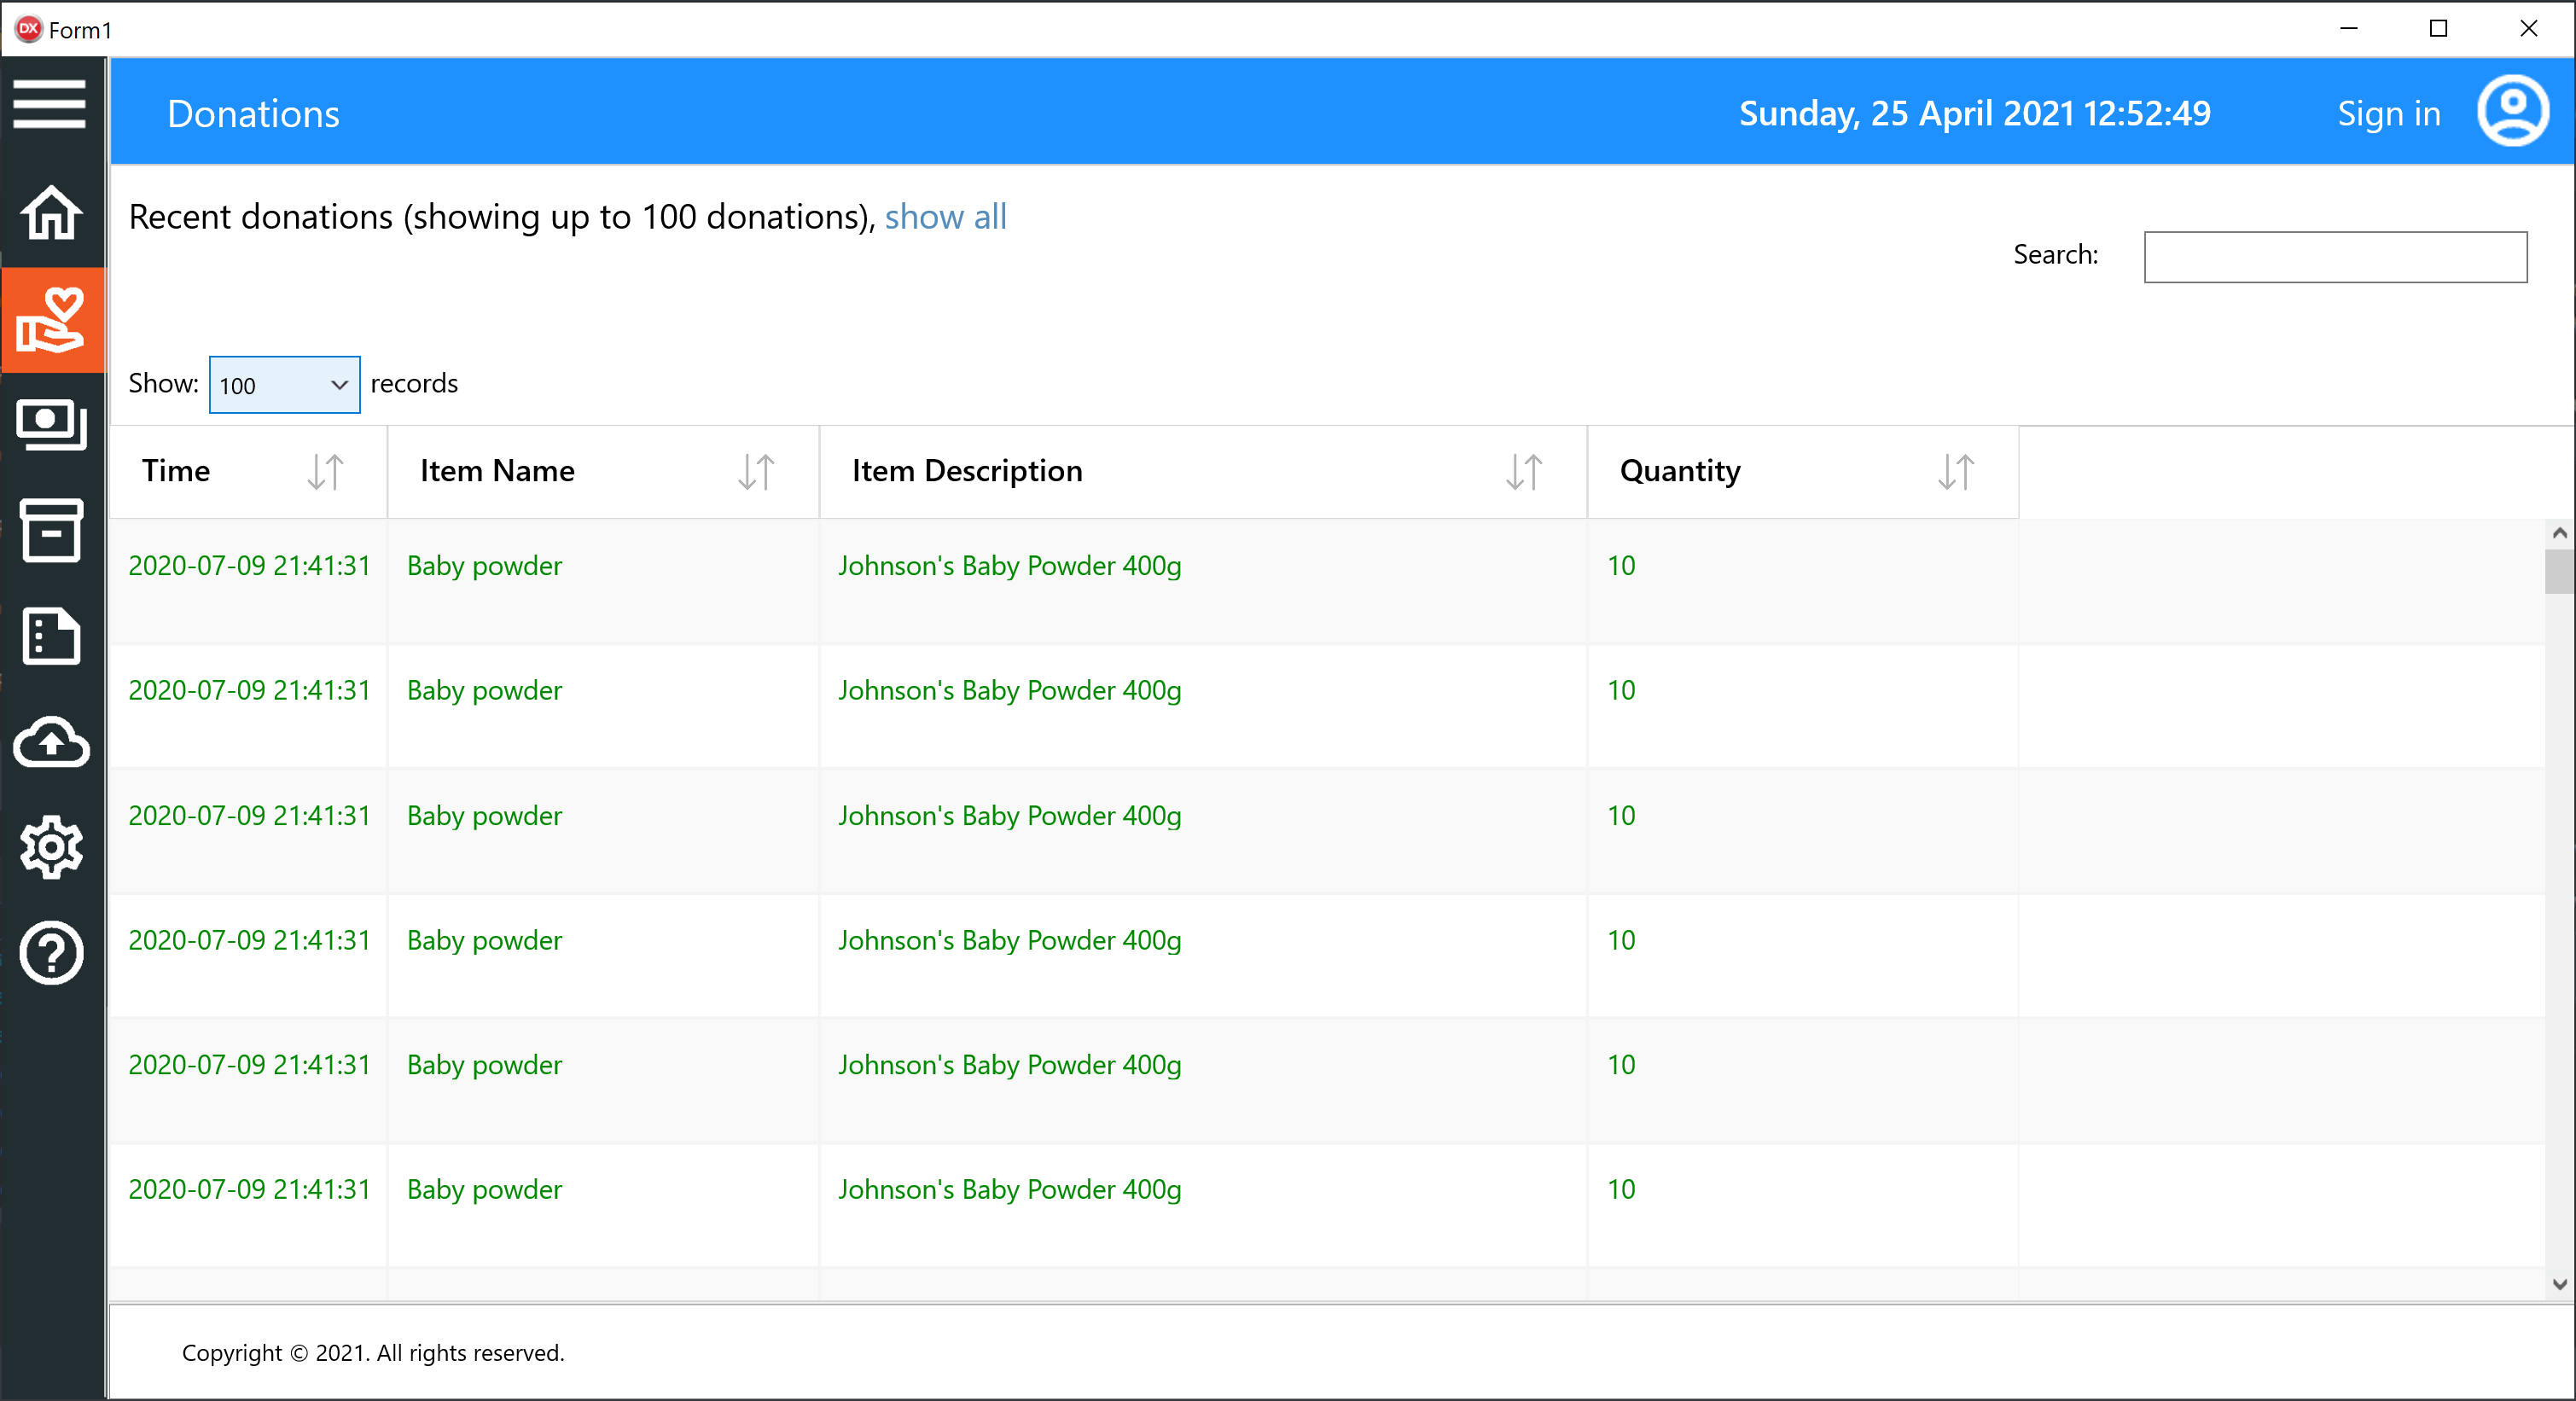 DX Form1
Donations
Sunday, 25 April 2021 12:52:49
Sign in
Recent donations (showing up to 100 donations), show all
Search:
Show: 100 records
Time Item Name Item Description Quantity
2020-07-09 21:41:31 Baby powder Johnson's Baby Powder 400g 10
2020-07-09 21:41:31 Baby powder Johnson's Baby Powder 400g 10
2020-07-09 21:41:31 Baby powder Johnson's Baby Powder 400g 10
2020-07-09 21:41:31 Baby powder Johnson's Baby Powder 400g 10
2020-07-09 21:41:31 Baby powder Johnson's Baby Powder 400g 10
2020-07-09 21:41:31 Baby powder Johnson's Baby Powder 400g 10
Copyright © 2021. All rights reserved.